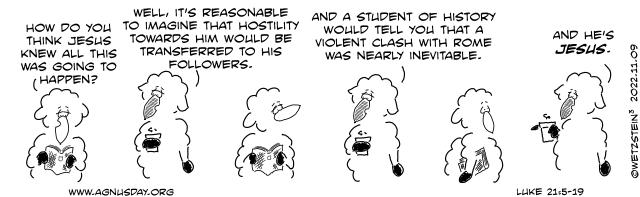 HOW DO YOU
THINK JESUS
KNEW ALL THIS
WAS GOING TO
HAPPEN?
WELL, IT'S REASONABLE
TO IMAGINE THAT HOSTILITY
TOWARDS HIM WOULD BE
TRANSFERRED TO HIS
FOLLOWERS.
AND A STUDENT OF HISTORY
WOULD TELL YOU THAT A
VIOLENT CLASH WITH ROME
WAS NEARLY INEVITABLE.
AND HE'S
JESUS.
©WETZSTEIN³ 2022.11.09
WWW.AGNUSDAY.ORG
LUKE 21:5-19